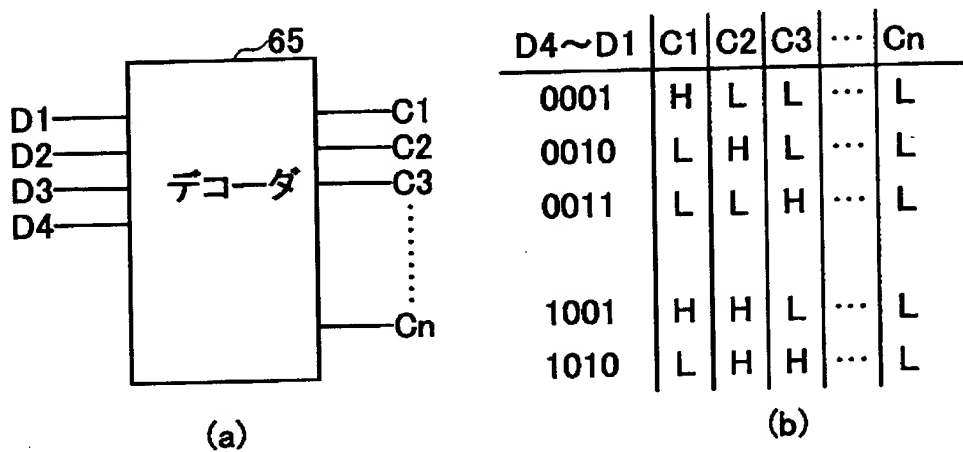 65
D1
D2
D3
D4
デコーダ
C1
C2
C3
Cn
(a)
D4～D1 C1 C2 C3 … Cn
0001 H L L … L
0010 L H L … L
0011 L L H … L
1001 H H L … L
1010 L H H … L
(b)